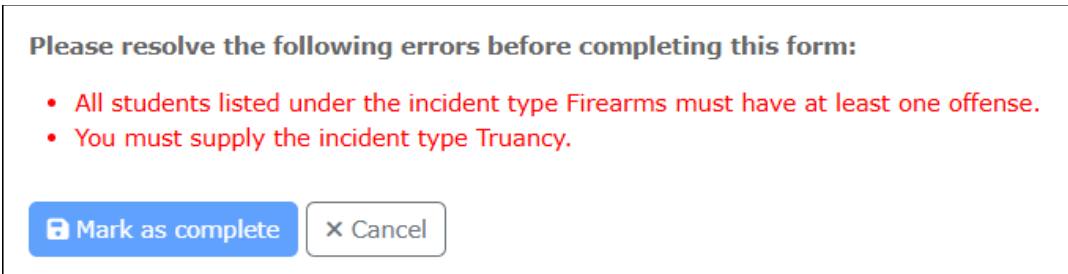 Please resolve the following errors before completing this form:
• All students listed under the incident type Firearms must have at least one offense.
• You must supply the incident type Truancy.
Mark as complete × Cancel